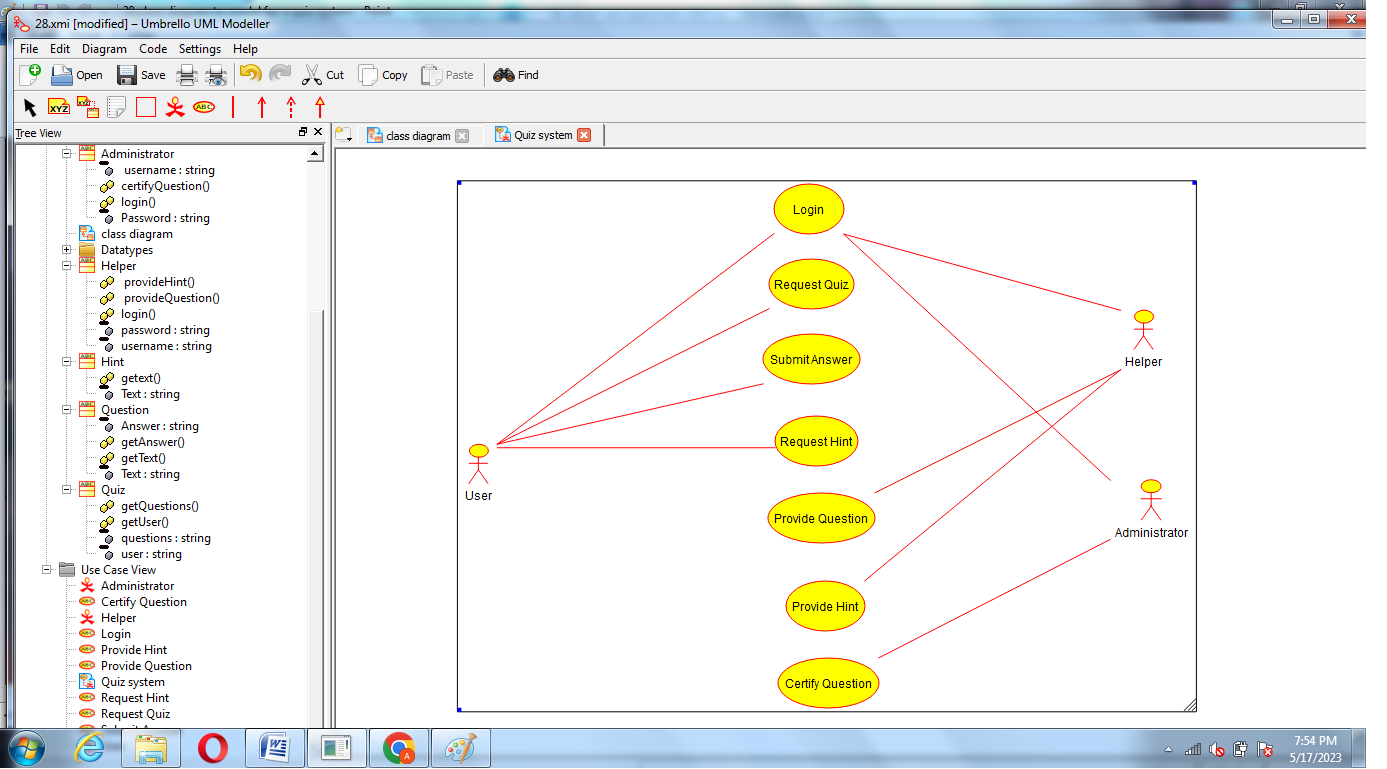 28.xmi [modified] – Umbrello UML Modeller
File Edit Diagram Code Settings Help
Open Save Cut Copy Paste Find
XYZ XYZ ABC
Tree View
class diagram Quiz system
Administrator
username : string
certifyQuestion()
login()
Password : string
class diagram
Datatypes
Helper
provideHint()
provideQuestion()
login()
password : string
username : string
Hint
getext()
Text : string
Question
Answer : string
getAnswer()
getText()
Text : string
Quiz
getQuestions()
getUser()
questions : string
user : string
Use Case View
Administrator
Certify Question
Helper
Login
Provide Hint
Provide Question
Quiz system
Request Hint
Request Quiz
Login
Request Quiz
Submit Answer
Request Hint
Provide Question
Provide Hint
Certify Question
User
Helper
Administrator
7:54 PM
5/17/2023